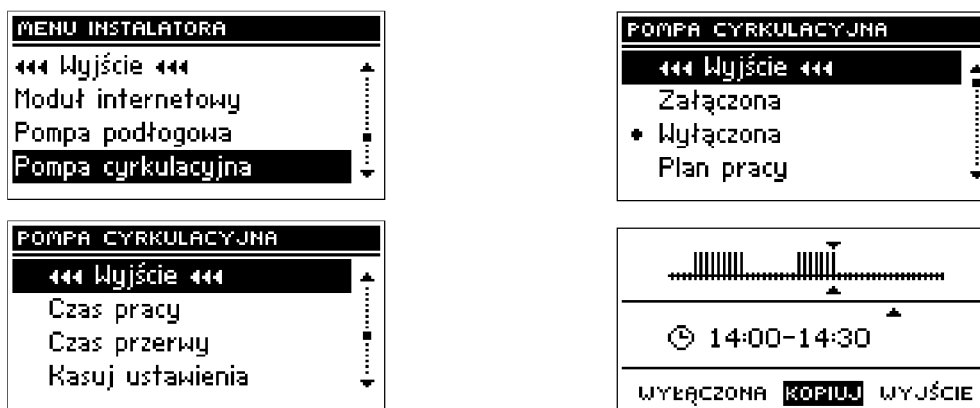 MENU INSTALATORA
Wyjście
Moduł internetowy
Pompa podłogowa
Pompa cyrkulacyjna
POMPA CYRKULACYJNA
Wyjście
Załączona
Wyłączona
Plan pracy
POMPA CYRKULACYJNA
Wyjście
Czas pracy
Czas przerwy
Kasuj ustawienia
14:00-14:30
WYŁĄCZONA KOPIUJ WYJŚCIE